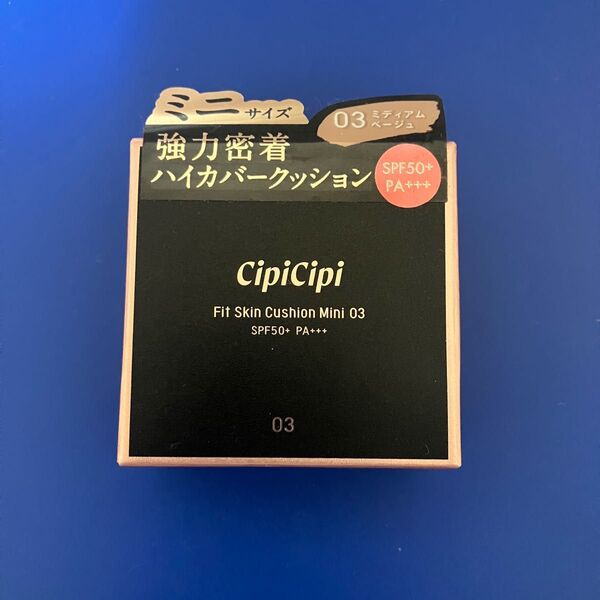 ミニサイズ
03 ミディアム
ベージュ
強力密着
ハイカバークッション
SPF50+
PA+++
CipiCipi
Fit Skin Cushion Mini 03
SPF50+ PA+++
03